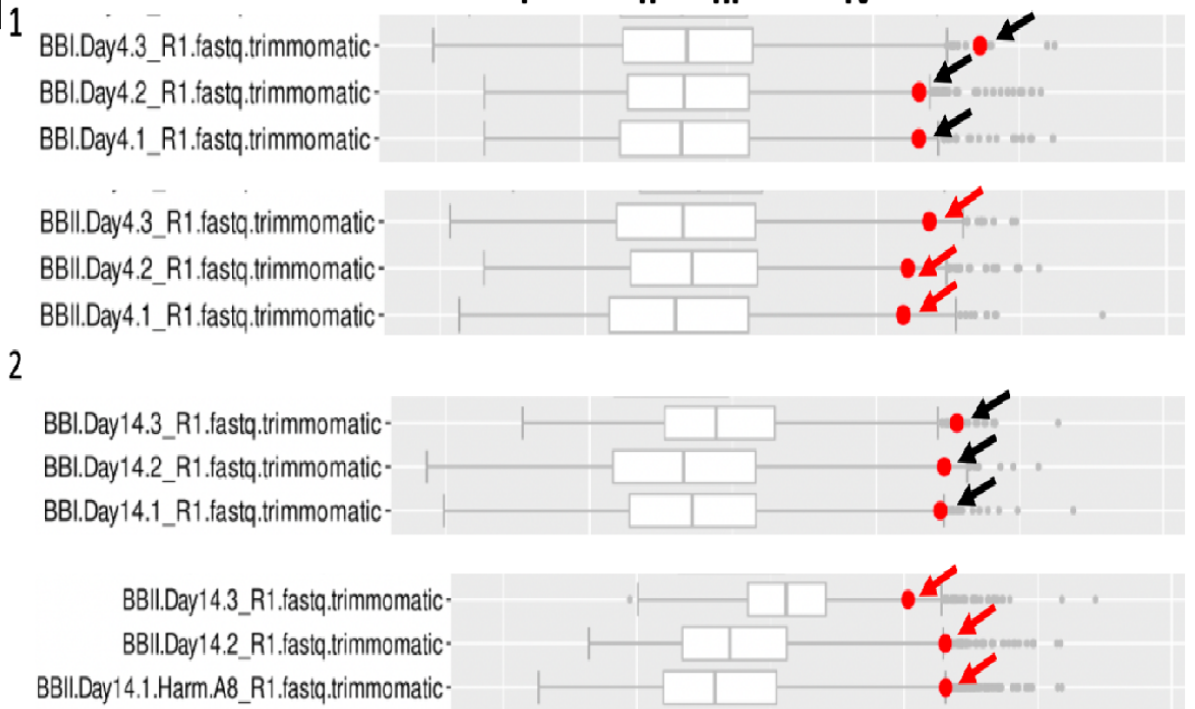 1
BBI.Day4.3_R1.fastq.trimmomatic
BBI.Day4.2_R1.fastq.trimmomatic
BBI.Day4.1_R1.fastq.trimmomatic
BBII.Day4.3_R1.fastq.trimmomatic
BBII.Day4.2_R1.fastq.trimmomatic
BBII.Day4.1_R1.fastq.trimmomatic
2
BBI.Day14.3_R1.fastq.trimmomatic
BBI.Day14.2_R1.fastq.trimmomatic
BBI.Day14.1_R1.fastq.trimmomatic
BBII.Day14.3_R1.fastq.trimmomatic
BBII.Day14.2_R1.fastq.trimmomatic
BBII.Day14.1.Harm.A8_R1.fastq.trimmomatic